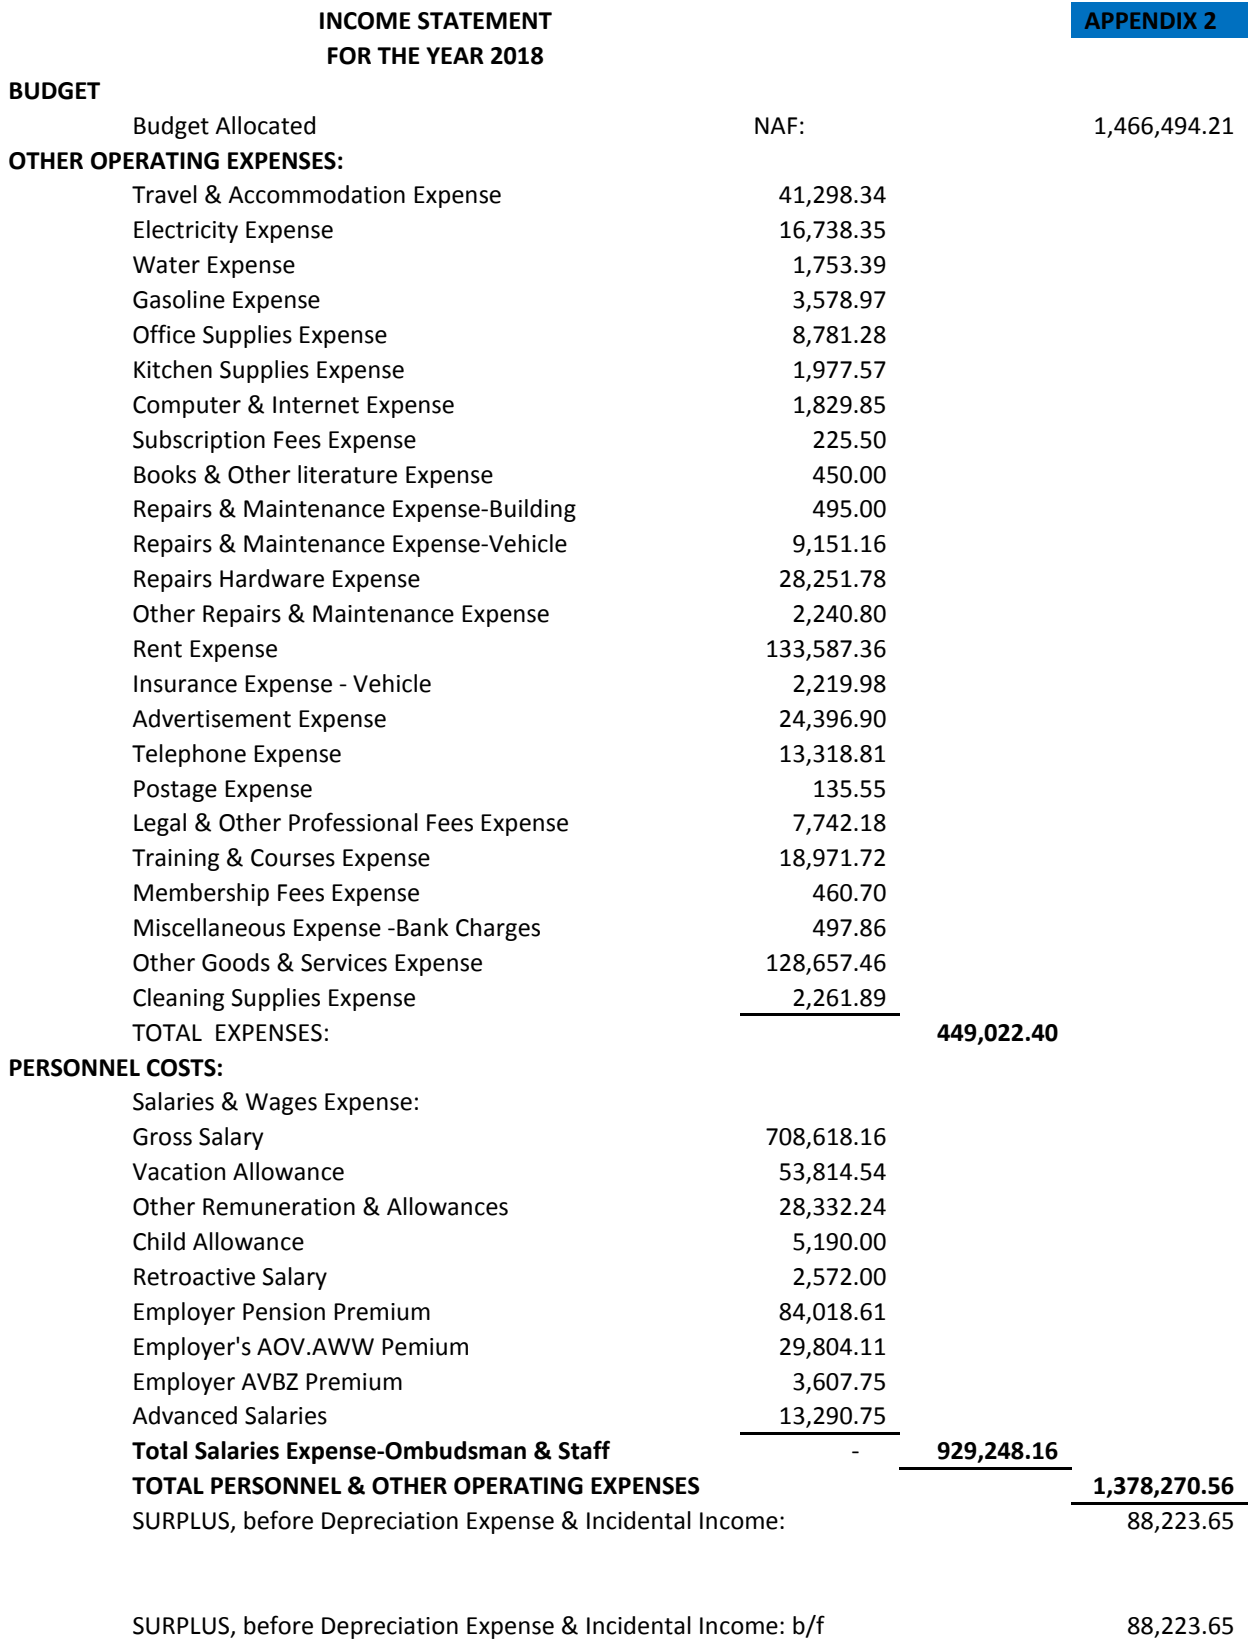 INCOME STATEMENT APPENDIX 2
FOR THE YEAR 2018
BUDGET
Budget Allocated NAF: 1,466,494.21
OTHER OPERATING EXPENSES:
Travel & Accommodation Expense 41,298.34
Electricity Expense 16,738.35
Water Expense 1,753.39
Gasoline Expense 3,578.97
Office Supplies Expense 8,781.28
Kitchen Supplies Expense 1,977.57
Computer & Internet Expense 1,829.85
Subscription Fees Expense 225.50
Books & Other literature Expense 450.00
Repairs & Maintenance Expense-Building 495.00
Repairs & Maintenance Expense-Vehicle 9,151.16
Repairs Hardware Expense 28,251.78
Other Repairs & Maintenance Expense 2,240.80
Rent Expense 133,587.36
Insurance Expense - Vehicle 2,219.98
Advertisement Expense 24,396.90
Telephone Expense 13,318.81
Postage Expense 135.55
Legal & Other Professional Fees Expense 7,742.18
Training & Courses Expense 18,971.72
Membership Fees Expense 460.70
Miscellaneous Expense -Bank Charges 497.86
Other Goods & Services Expense 128,657.46
Cleaning Supplies Expense 2,261.89
TOTAL EXPENSES: 449,022.40
PERSONNEL COSTS:
Salaries & Wages Expense:
Gross Salary 708,618.16
Vacation Allowance 53,814.54
Other Remuneration & Allowances 28,332.24
Child Allowance 5,190.00
Retroactive Salary 2,572.00
Employer Pension Premium 84,018.61
Employer's AOV.AWW Pemium 29,804.11
Employer AVBZ Premium 3,607.75
Advanced Salaries 13,290.75
Total Salaries Expense-Ombudsman & Staff - 929,248.16
TOTAL PERSONNEL & OTHER OPERATING EXPENSES 1,378,270.56
SURPLUS, before Depreciation Expense & Incidental Income: 88,223.65
SURPLUS, before Depreciation Expense & Incidental Income: b/f 88,223.65